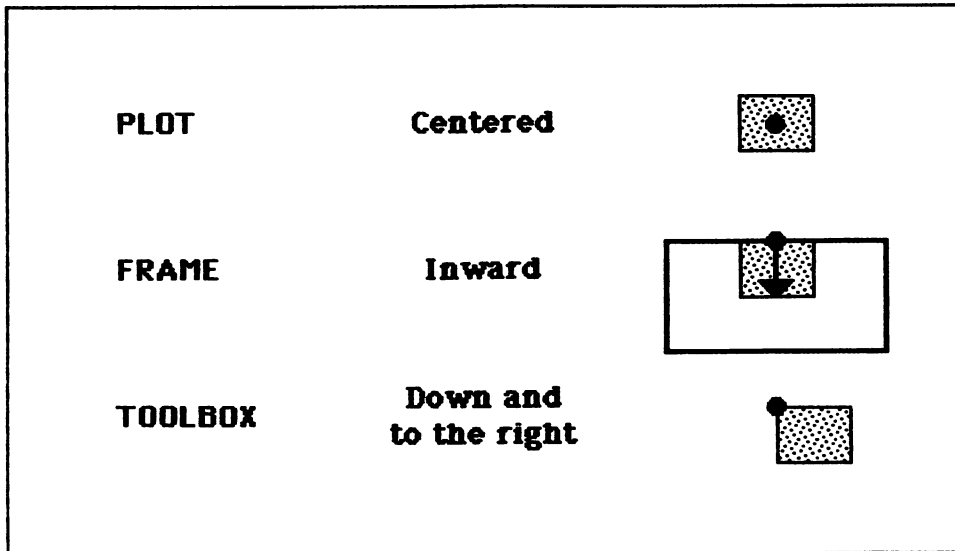 PLOT Centered
FRAME Inward
TOOLBOX Down and
to the right